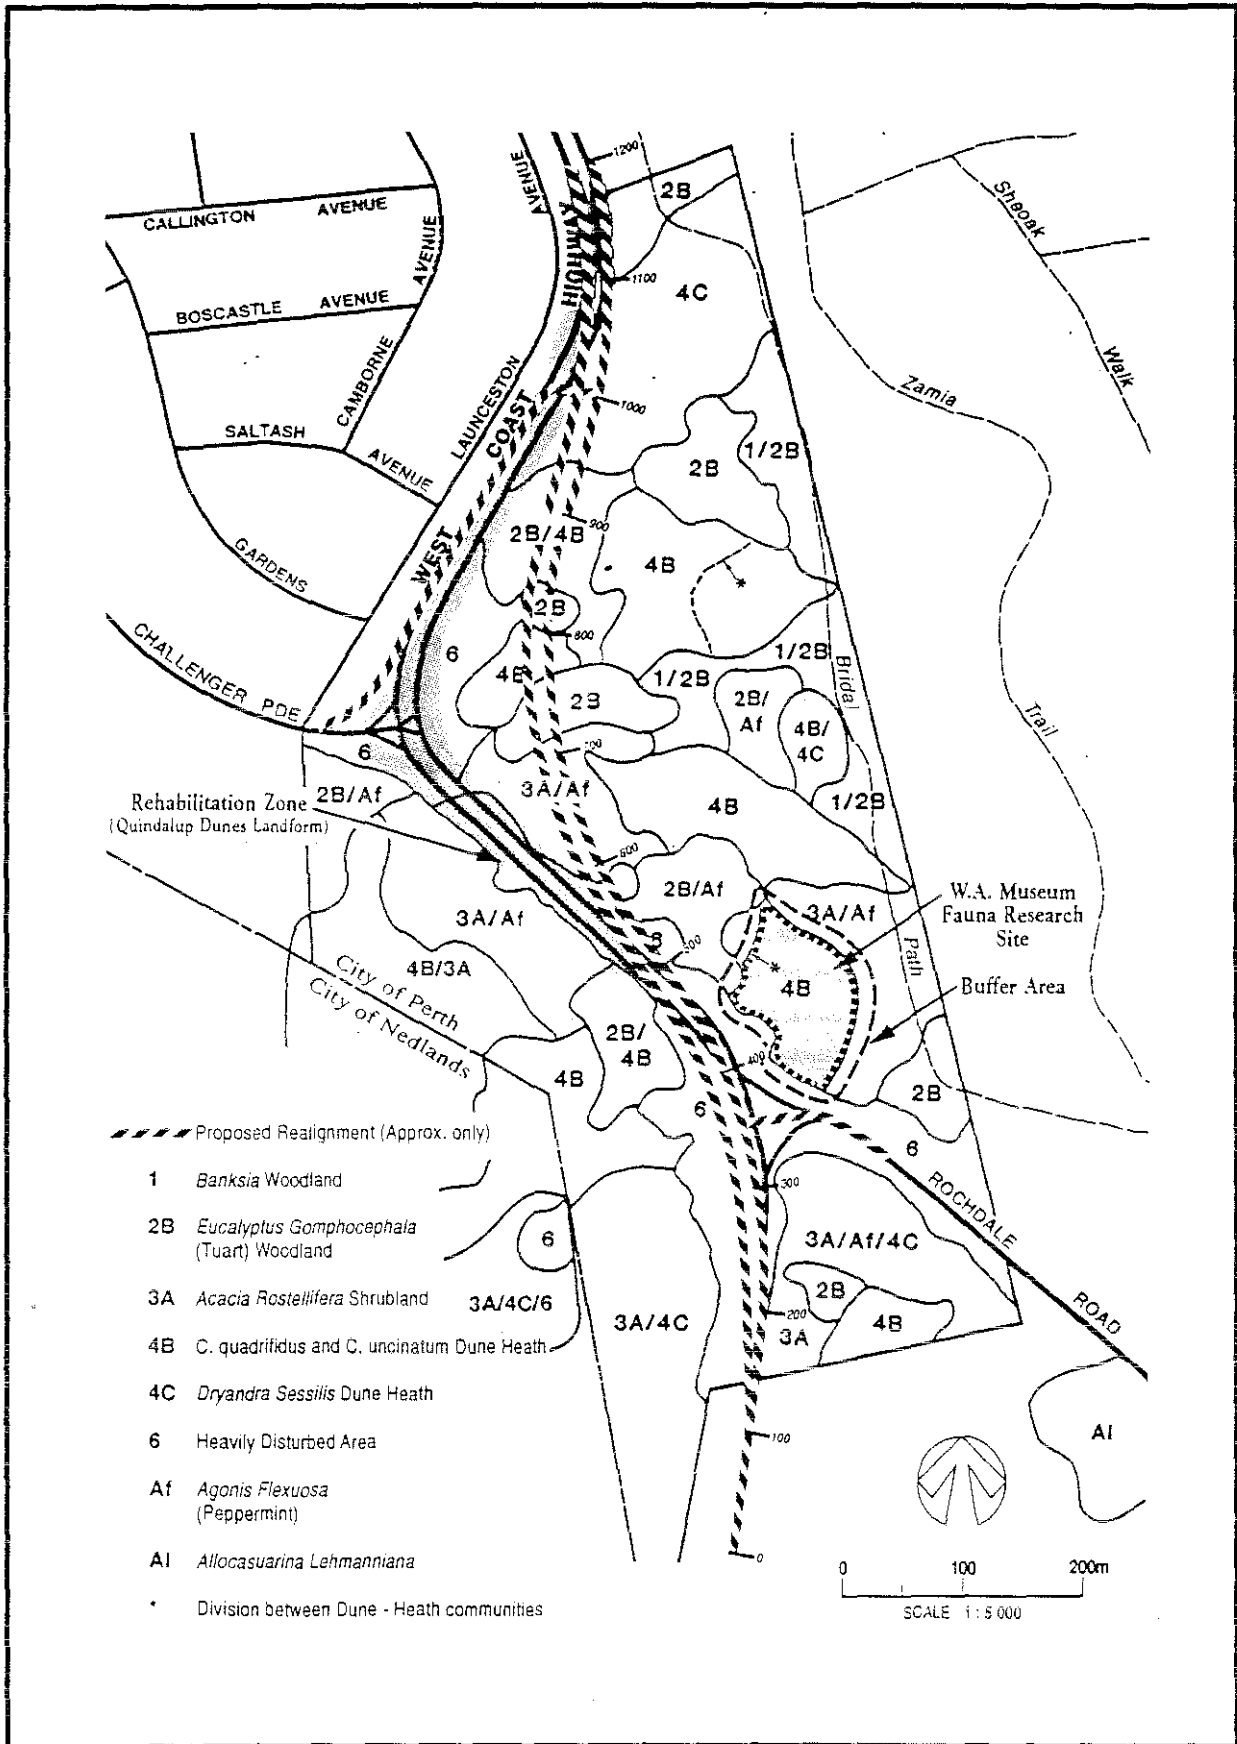 1200
AVENUE
2B
Sheoak
CALLINGTON AVENUE
AVENUE
HIGHWAY
1100
4C
BOSCASTLE AVENUE
CAMBORNE
Walk
LAUNCESTON
Zamia
COAST
1000
SALTASH
AVENUE
2B
1/2B
2B/4B
900
WEST
4B
*
GARDENS
2B
800
CHALLENGER PDE
6
4B
1/2B
1/2B
Bridal
2B
2B/
Af
4B/
4C
Trail
6
3A/Af
4B
1/2B
2B/Af
Rehabilitation Zone
(Quindalup Dunes Landform)
600
2B/Af
W.A. Museum
Fauna Research
Site
3A/Af
3A/Af
6
500
Path
4B/3A
City of Perth
City of Nedlands
*
4B
Buffer Area
2B/
4B
400
4B
2B
6
6
Proposed Realignment (Approx. only)
1 Banksia Woodland
300
ROCHDALE
ROAD
2B Eucalyptus Gomphocephala
(Tuart) Woodland
6
3A/Af/4C
2B
3A Acacia Rostellifera Shrubland
3A/4C/6
3A/4C
200
3A
4B
4B C. quadrifidus and C. uncinatum Dune Heath
4C Dryandra Sessilis Dune Heath
6 Heavily Disturbed Area
100
Al
Af Agonis Flexuosa
(Peppermint)
Al Allocasuarina Lehmanniana
0
0 100 200m
* Division between Dune - Heath communities
SCALE 1:5000